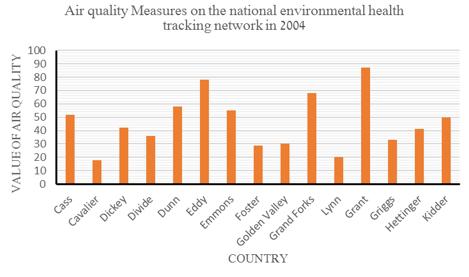 Air quality Measures on the national environmental health
tracking network in 2004
VALUE OF AIR QUALITY
100
90
80
70
60
50
40
30
20
10
0
Cass
Cavalier
Dickey
Divide
Dunn
Eddy
Emmons
Foster
Golden Valley
Grand Forks
Lynn
Grant
Griggs
Hettinger
Kidder
COUNTRY